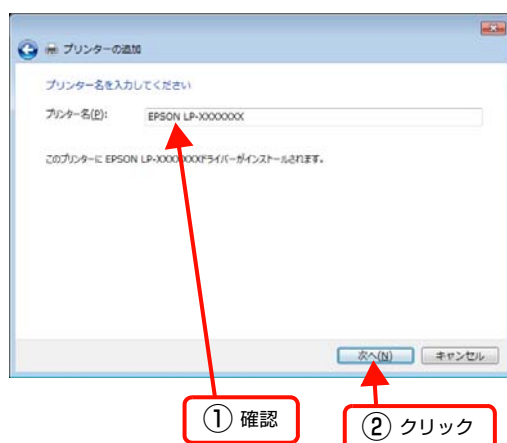 プリンターの追加
プリンター名を入力してください
プリンター名(P): EPSON LP-XXXXXXX
このプリンターに EPSON LP-XXXXXXXドライバーがインストールされます。
次へ(N) キャンセル
① 確認
② クリック